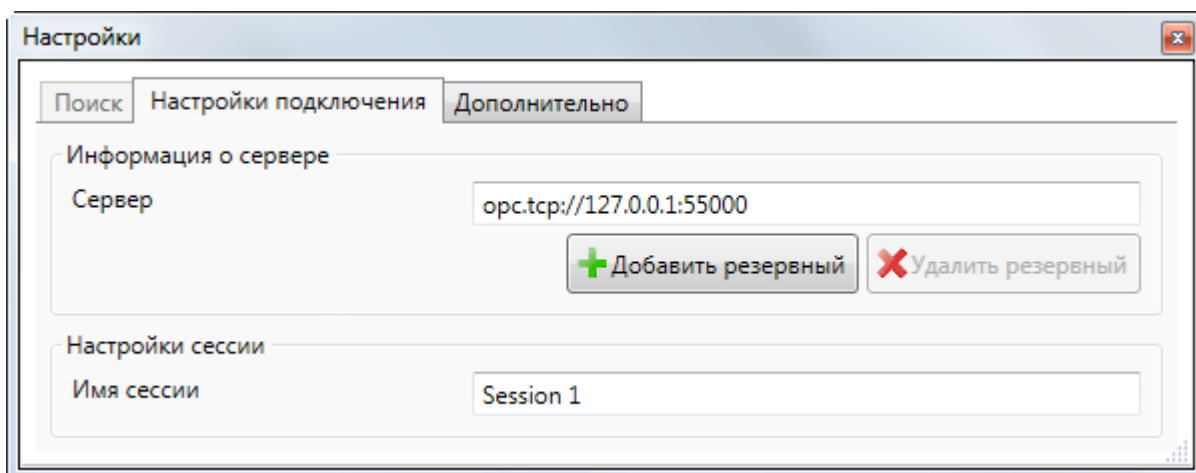 Настройки
Поиск Настройки подключения Дополнительно
Информация о сервере
Сервер opc.tcp://127.0.0.1:55000
Добавить резервный Удалить резервный
Настройки сессии
Имя сессии Session 1